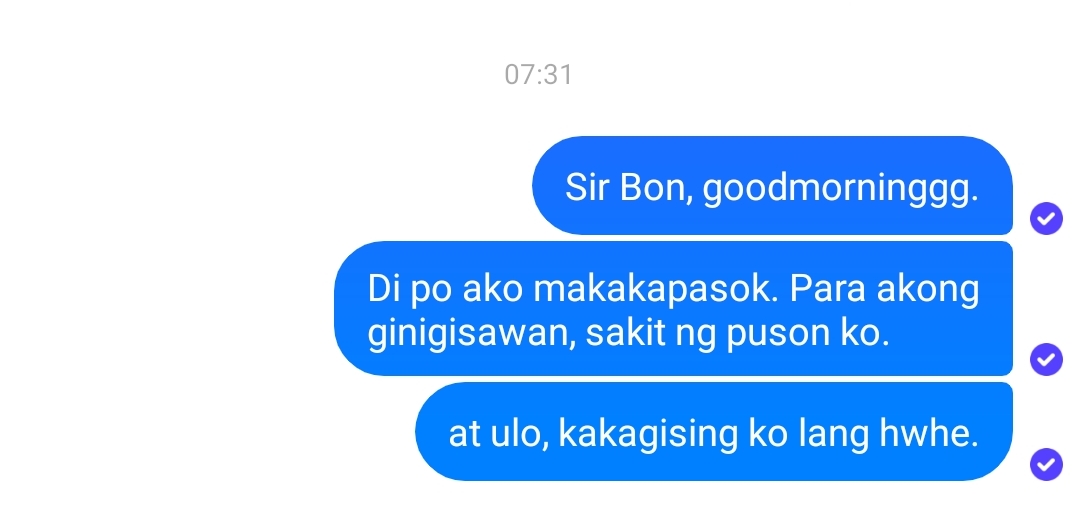 07:31
Sir Bon, goodmorninggg.
Di po ako makakapasok. Para akong
ginigisawan, sakit ng puson ko.
at ulo, kakagising ko lang hwhe.